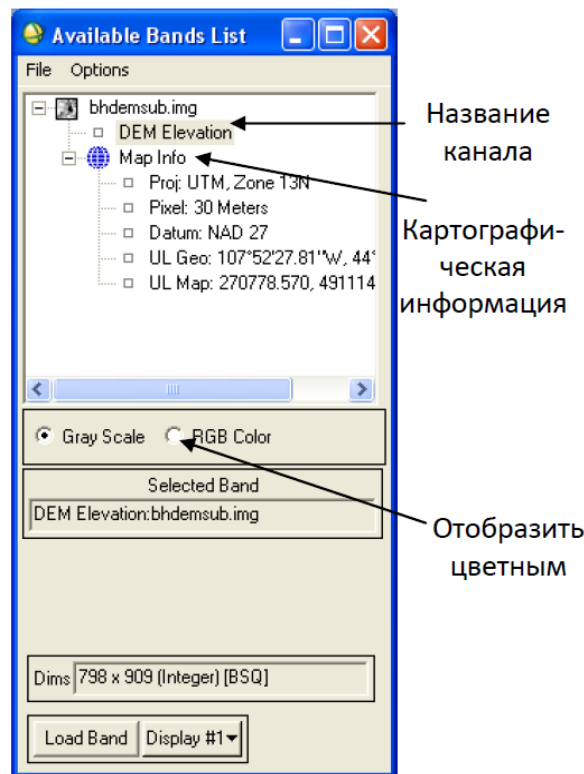 Available Bands List
File Options
bhdemsub.img
DEM Elevation
Map Info
Proj: UTM, Zone 13N
Pixel: 30 Meters
Datum: NAD 27
UL Geo: 107°52'27.81"W, 44°
UL Map: 270778.570, 491114
Gray Scale RGB Color
Selected Band
DEM Elevation:bhdemsub.img
Dims 798 x 909 (Integer) [BSQ]
Load Band Display #1
Название
канала
Картографи-
ческая
информация
Отобразить
цветным